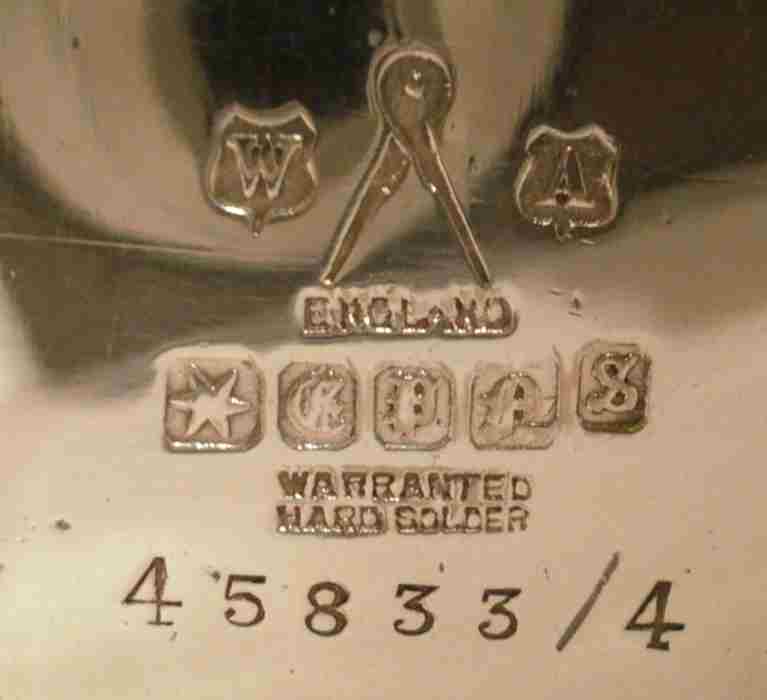 W A
ENGLAND
E P A S
WARRANTED
HARD SOLDER
45833/4